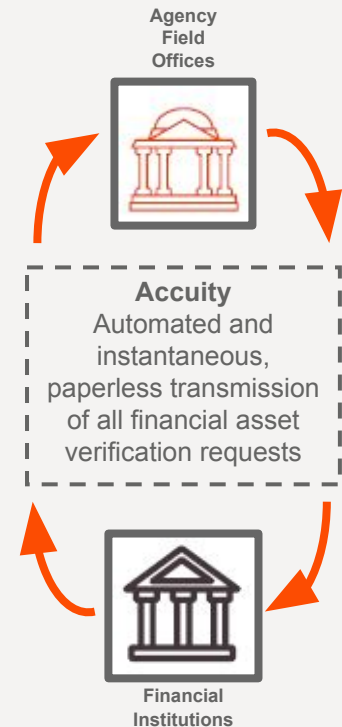 Agency
Field
Offices
Accuity
Automated and
instantaneous,
paperless transmission
of all financial asset
verification requests
Financial
Institutions